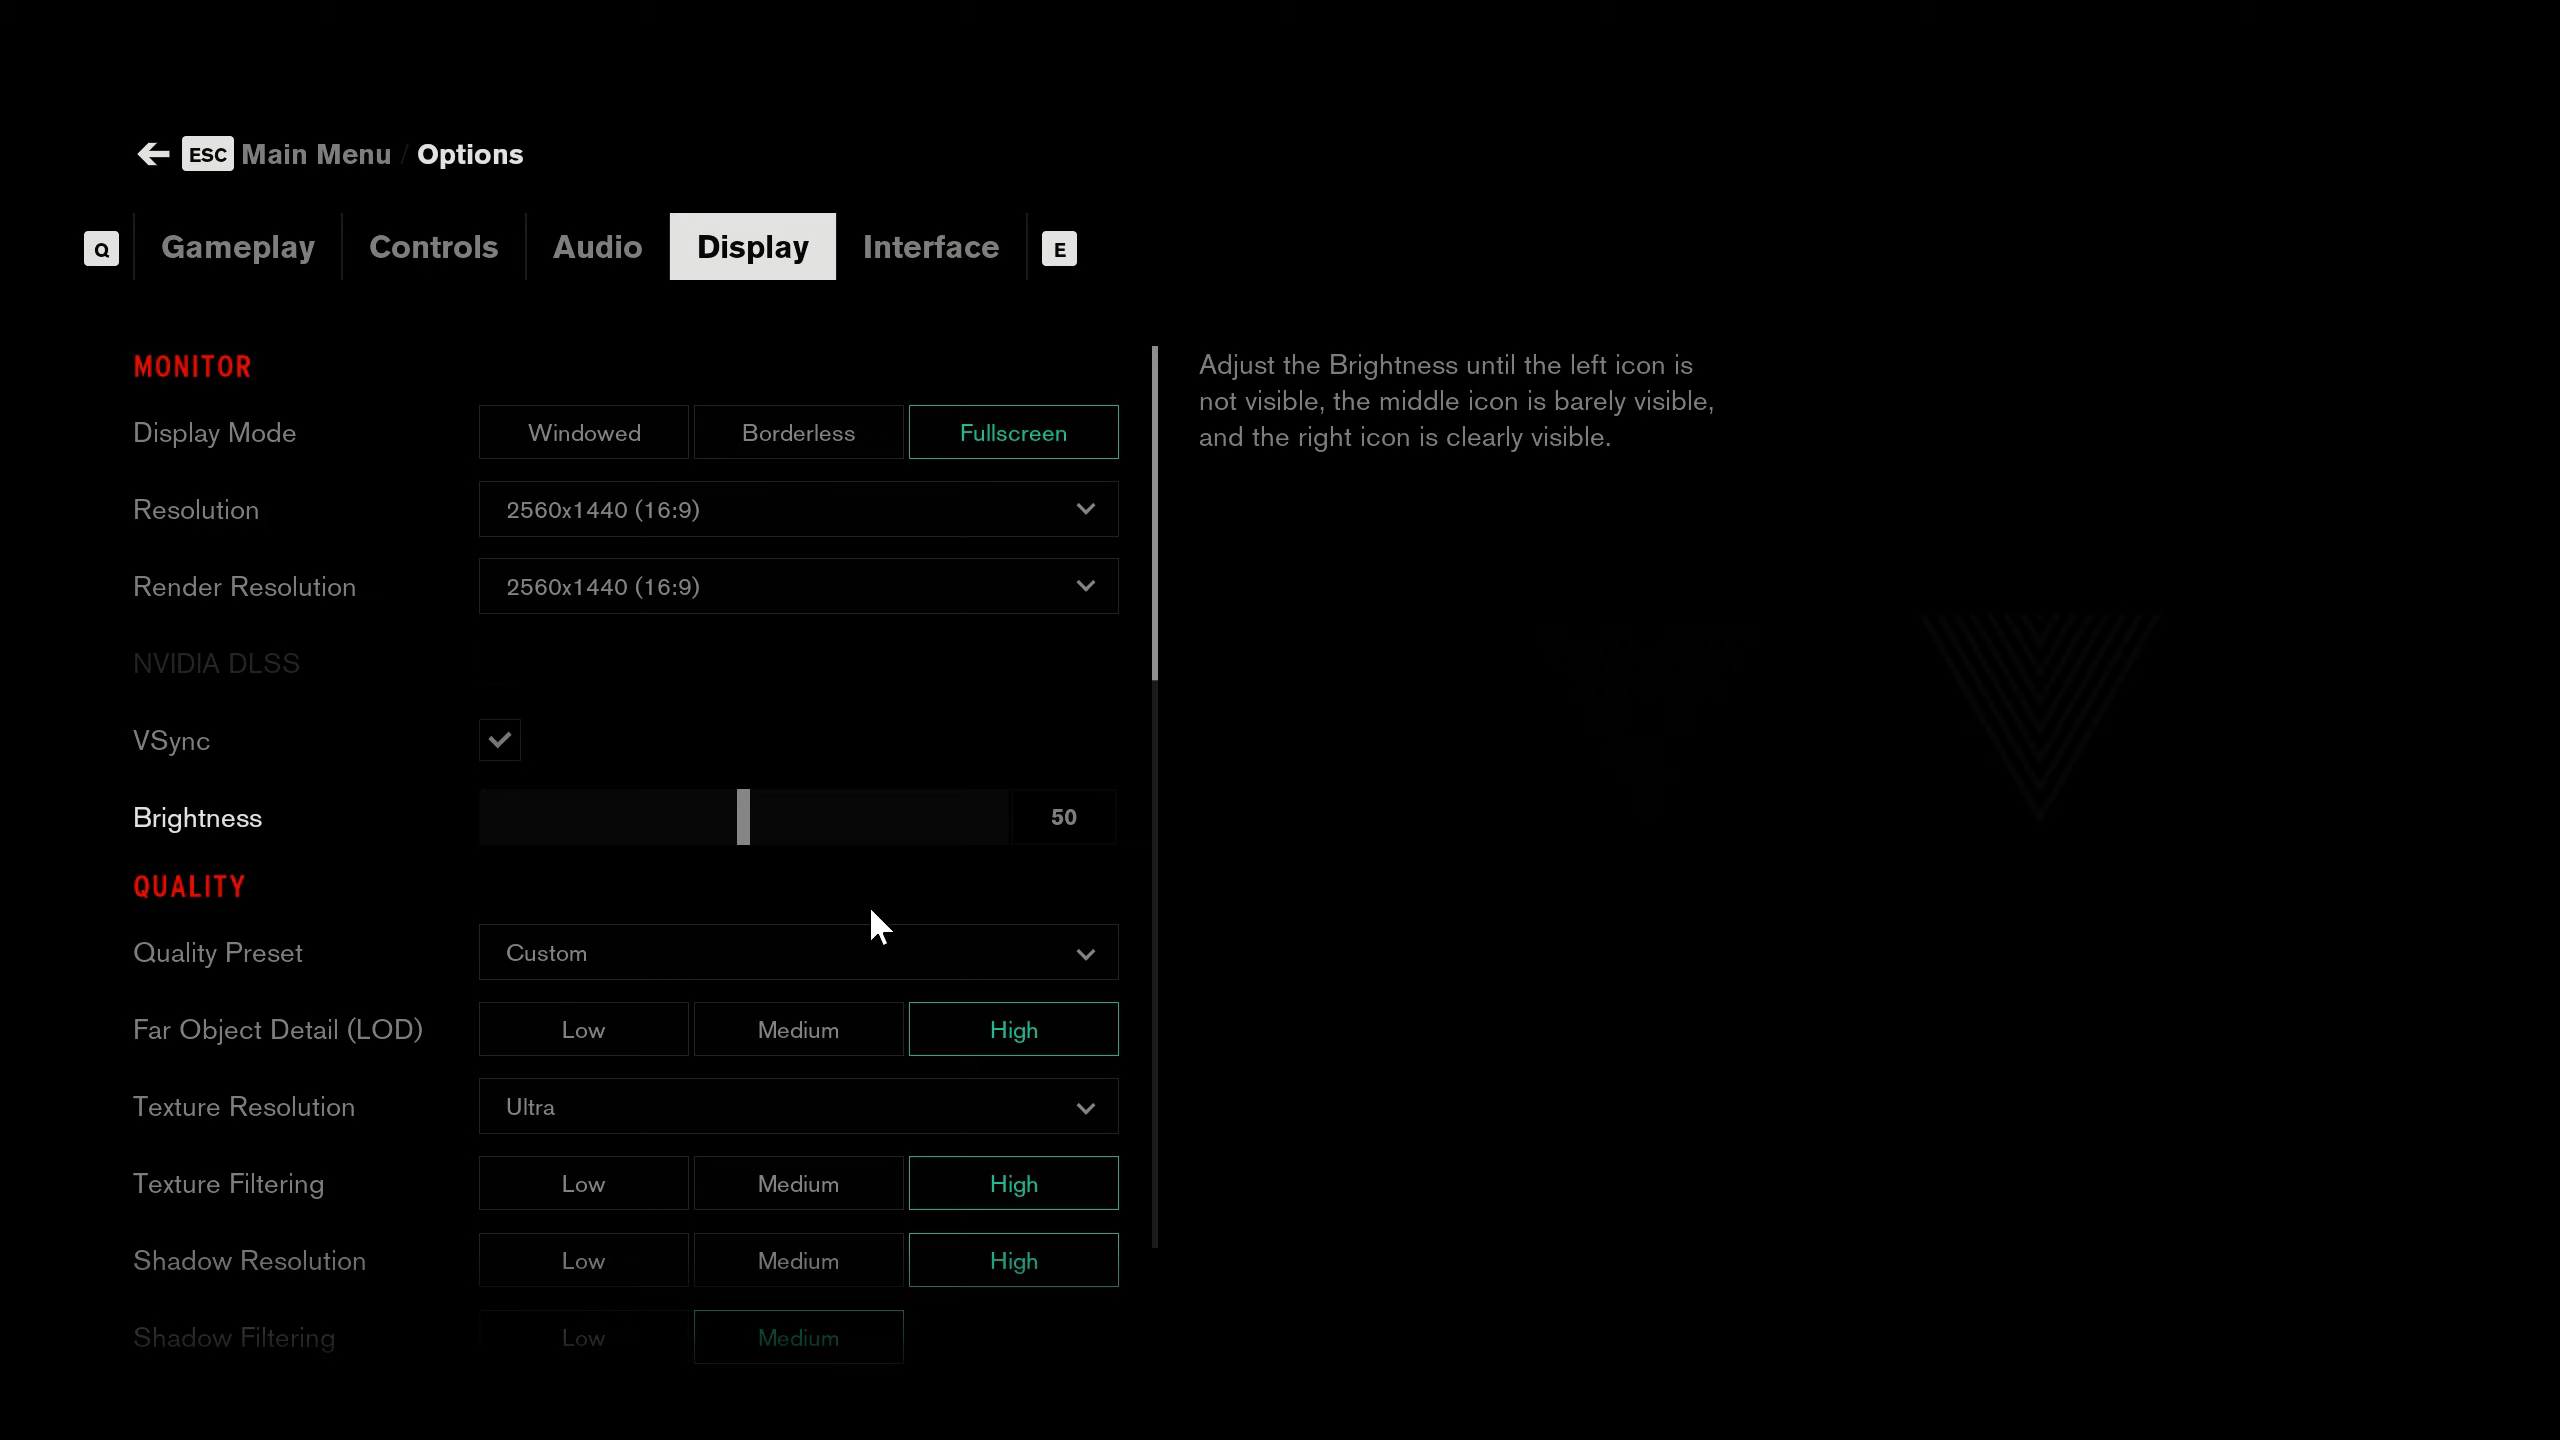 ESC Main Menu / Options
Q Gameplay Controls Audio Display Interface E
MONITOR
Display Mode Windowed Borderless Fullscreen
Resolution 2560x1440 (16:9)
Render Resolution 2560x1440 (16:9)
NVIDIA DLSS
VSync
Brightness 50
QUALITY
Quality Preset Custom
Far Object Detail (LOD) Low Medium High
Texture Resolution Ultra
Texture Filtering Low Medium High
Shadow Resolution Low Medium High
Shadow Filtering Low Medium
Adjust the Brightness until the left icon is
not visible, the middle icon is barely visible,
and the right icon is clearly visible.